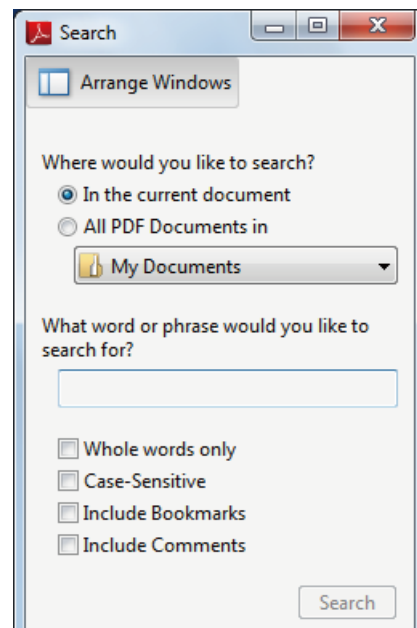 Search
Arrange Windows
Where would you like to search?
In the current document
All PDF Documents in
My Documents
What word or phrase would you like to
search for?
Whole words only
Case-Sensitive
Include Bookmarks
Include Comments
Search